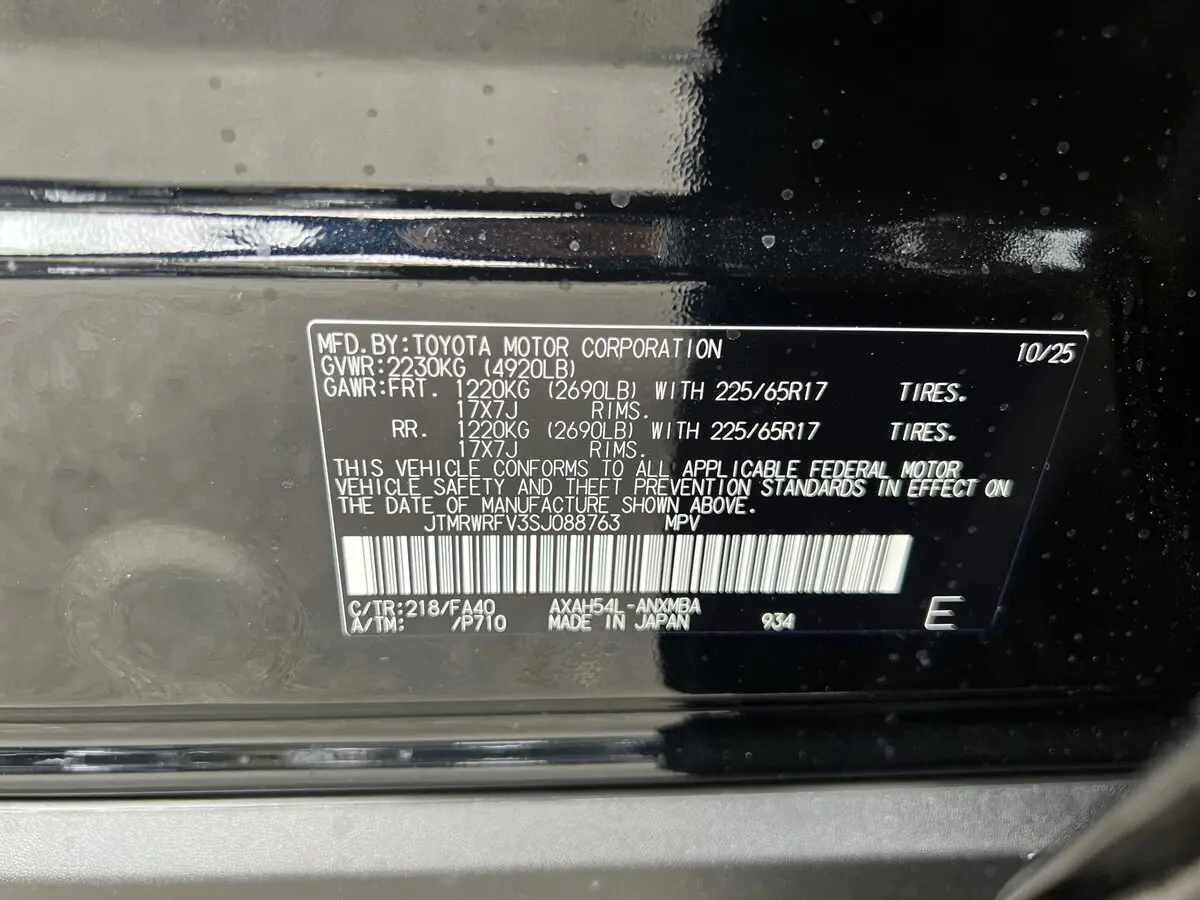 MFD.BY:TOYOTA MOTOR CORPORATION 10/25
GVWR:2230KG (4920LB)
GAWR:FRT. 1220KG (2690LB) WITH 225/65R17 TIRES.
17X7J RIMS.
RR. 1220KG (2690LB) WITH 225/65R17 TIRES.
17X7J RIMS.
THIS VEHICLE CONFORMS TO ALL APPLICABLE FEDERAL MOTOR
VEHICLE SAFETY AND THEFT PREVENTION STANDARDS IN EFFECT ON
THE DATE OF MANUFACTURE SHOWN ABOVE.
JTMRWRFV3SJ088763 MPV
C/TR:218/FA40 AXAH54L-ANXMBA
A/TM: /P710 MADE IN JAPAN 934 E